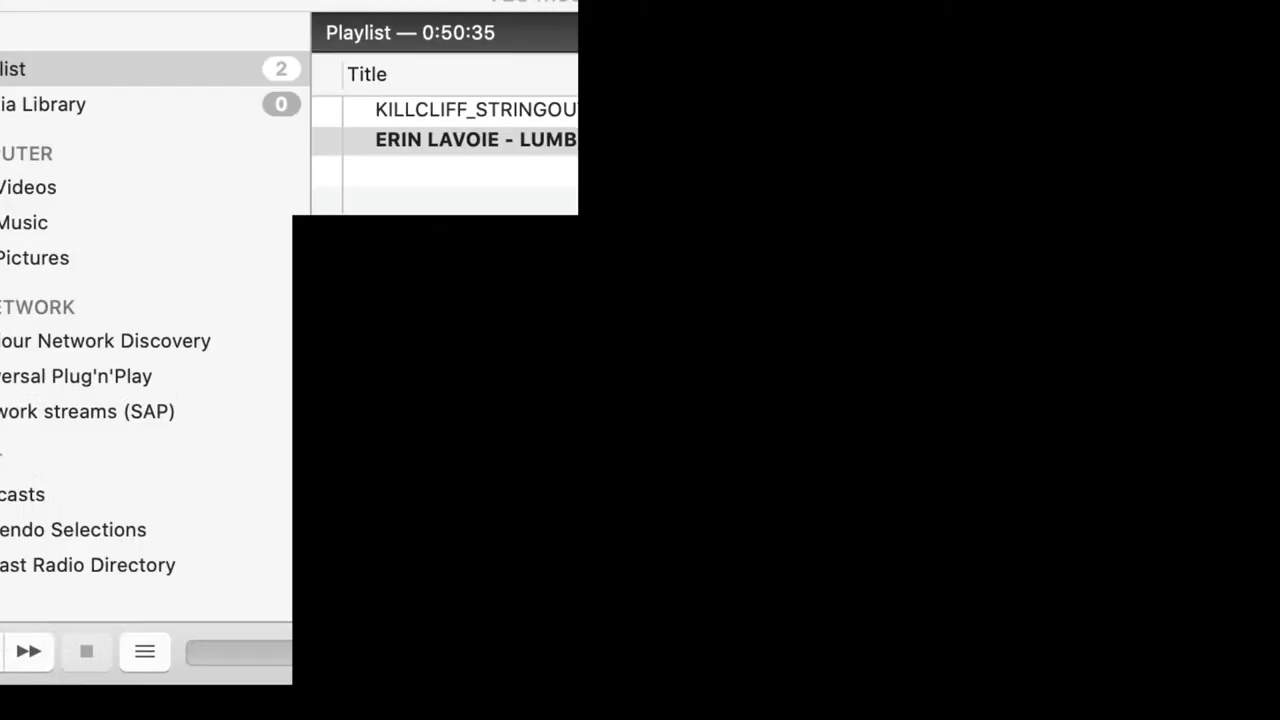 Playlist — 0:50:35
list 2
Title
ia Library 0
KILLCLIFF_STRINGOU
ERIN LAVOIE - LUMB
UTER
Videos
Music
Pictures
ETWORK
our Network Discovery
ersal Plug'n'Play
work streams (SAP)
casts
endo Selections
ast Radio Directory